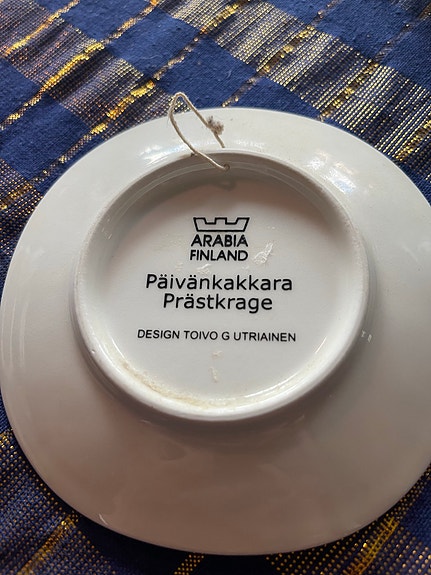 ARABIA
FINLAND
Päivänkakkara
Prästkrage
DESIGN TOIVO G UTRIAINEN